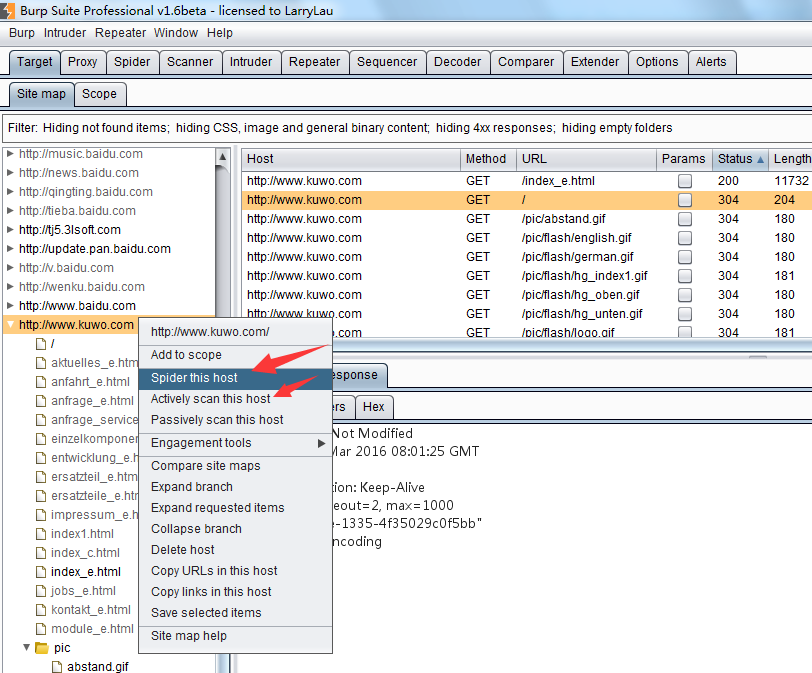 Burp Suite Professional v1.6beta - licensed to LarryLau
Burp Intruder Repeater Window Help
Target Proxy Spider Scanner Intruder Repeater Sequencer Decoder Comparer Extender Options Alerts
Site map Scope
Filter: Hiding not found items; hiding CSS, image and general binary content; hiding 4xx responses; hiding empty folders
http://music.baidu.com
http://news.baidu.com
http://qingting.baidu.com
http://tieba.baidu.com
http://tj5.3lsoft.com
http://update.pan.baidu.com
http://v.baidu.com
http://wenku.baidu.com
http://www.baidu.com
http://www.kuwo.com
/
aktuelles_e.htm
anfahrt_e.html
anfrage_e.html
anfrage_service
einzelkomponen
entwicklung_e.h
ersatzteil_e.htm
ersatzteile_e.htm
impressum_e.h
index1.html
index_c.html
index_e.html
jobs_e.html
kontakt_e.html
module_e.html
pic
abstand.gif
Host Method URL Params Status Length
http://www.kuwo.com GET /index_e.html 200 11732
http://www.kuwo.com GET / 304 204
http://www.kuwo.com GET /pic/abstand.gif 304 180
http://www.kuwo.com GET /pic/flash/english.gif 304 180
http://www.kuwo.com GET /pic/flash/german.gif 304 180
http://www.kuwo.com GET /pic/flash/hg_index1.gif 304 181
http://www.kuwo.com GET /pic/flash/hg_oben.gif 304 180
http://www.kuwo.com GET /pic/flash/hg_unten.gif 304 180
http://www.kuwo.com GET /pic/flash/logo.gif 304 181
http://www.kuwo.com/
Add to scope
Spider this host
Actively scan this host
Passively scan this host
Engagement tools
Compare site maps
Expand branch
Expand requested items
Collapse branch
Delete host
Copy URLs in this host
Copy links in this host
Save selected items
Site map help
esponse
ers Hex
Not Modified
Mar 2016 08:01:25 GMT
tion: Keep-Alive
eout=2, max=1000
e-1335-4f35029c0f5bb"
ncoding